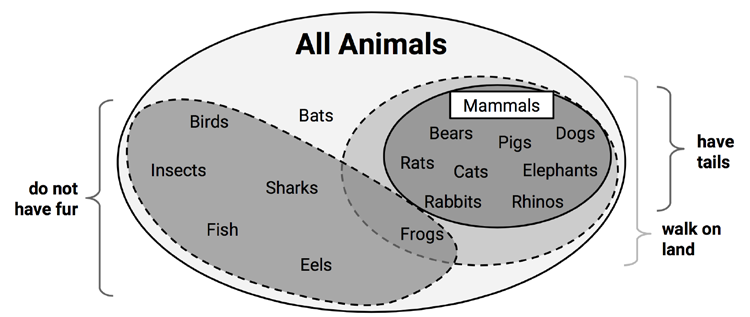 All Animals
Mammals
do not
have fur
Birds
Bats
Insects
Sharks
Fish
Eels
Frogs
Bears
Pigs
Dogs
Rats
Cats
Elephants
Rabbits
Rhinos
have
tails
walk on
land